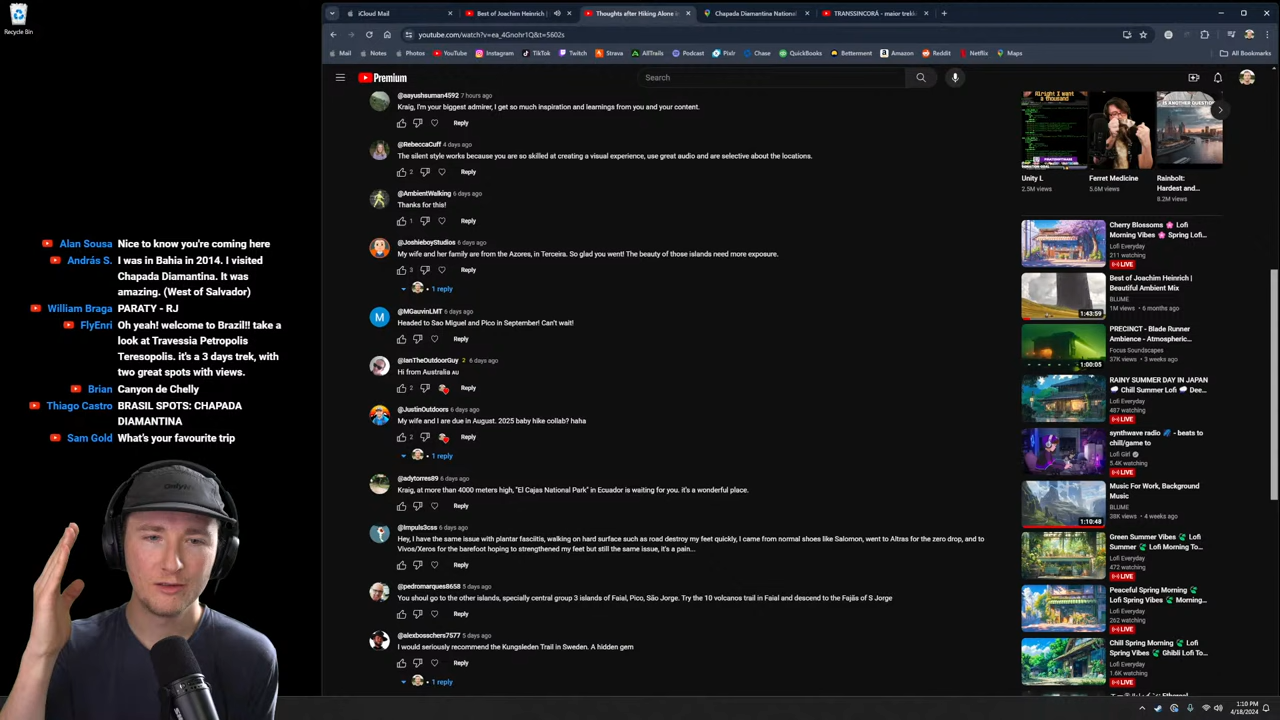 Recycle Bin
iCloud Mail
Best of Joachim Heinrich |
Thoughts after Hiking Alone in
Chapada Diamantina National
TRANSSINCORÁ - maior trekk
youtube.com/watch?v=ea_4Gnohr1Q&t=5602s
Mail
Notes
Photos
YouTube
Instagram
TikTok
Twitch
Strava
AllTrails
Podcast
Pixlr
Chase
QuickBooks
Betterment
Amazon
Reddit
Netflix
Maps
All Bookmarks
Premium
Search
@aayushsuman4592 7 hours ago
Kraig, I'm your biggest admirer, I get so much inspiration and learnings from you and your content.
Reply
@RebeccaCuff 4 days ago
The silent style works because you are so skilled at creating a visual experience, use great audio and are selective about the locations.
2 Reply
@AmbientWalking 6 days ago
Thanks for this!
1 Reply
@JoshieboyStudios 6 days ago
My wife and her family are from the Azores, in Terceira. So glad you went! The beauty of those islands need more exposure.
3 Reply
1 reply
@MGauvinLMT 6 days ago
M
Headed to Sao Miguel and Pico in September! Can't wait!
Reply
@IanTheOutdoorGuy 2 6 days ago
Hi from Australia AU
2 Reply
@JustinOutdoors 6 days ago
My wife and I are due in August. 2025 baby hike collab? haha
2 Reply
1 reply
@adytorres89 6 days ago
Kraig, at more than 4000 meters high, "El Cajas National Park" in Ecuador is waiting for you. it's a wonderful place.
Reply
@Impuls3css 6 days ago
Hey, I have the same issue with plantar fasciitis, walking on hard surface such as road destroy my feet quickly, I came from normal shoes like Salomon, went to Altras for the zero drop, and to
Vivos/Xeros for the barefoot hoping to strengthened my feet but still the same issue, it's a pain...
Reply
@pedromarques8658 5 days ago
You shoul go to the other islands, specially central group 3 islands of Faial, Pico, São Jorge. Try the 10 volcanos trail in Faial and descend to the Fajãs of S Jorge
Reply
@alexbosschers7577 5 days ago
I would seriously recommend the Kungsleden Trail in Sweden. A hidden gem
Reply
1 reply
Alan Sousa Nice to know you're coming here
András S. I was in Bahia in 2014. I visited
Chapada Diamantina. It was
amazing. (West of Salvador)
William Braga PARATY - RJ
FlyEnri Oh yeah! welcome to Brazil!! take a
look at Travessia Petropolis
Teresopolis. it's a 3 days trek, with
two great spots with views.
Brian Canyon de Chelly
Thiago Castro BRASIL SPOTS: CHAPADA
DIAMANTINA
Sam Gold What's your favourite trip
Unity L
2.5M views
Ferret Medicine
5.6M views
Rainbolt:
Hardest and...
8.2M views
Cherry Blossoms 🌸 Lofi
Morning Vibes 🌸 Spring Lofi...
Lofi Everyday
211 watching
LIVE
Best of Joachim Heinrich |
Beautiful Ambient Mix
BLUME
1M views • 6 months ago
1:43:59
PRECINCT - Blade Runner
Ambience - Atmospheric...
Focus Soundscapes
37K views • 3 weeks ago
1:00:05
RAINY SUMMER DAY IN JAPAN
Chill Summer Lofi Dee...
Lofi Everyday
487 watching
LIVE
synthwave radio - beats to
chill/game to
Lofi Girl
5.4K watching
LIVE
Music For Work, Background
Music
BLUME
38K views • 4 weeks ago
1:10:48
Green Summer Vibes Lofi
Summer Lofi Morning To...
Lofi Everyday
472 watching
LIVE
Peaceful Spring Morning Lofi
Spring Vibes Lofi Morning...
Lofi Everyday
262 watching
LIVE
Chill Spring Morning Lofi
Spring Vibes Ghibli Lofi To...
Lofi Everyday
1.6K watching
LIVE
1:10 PM
4/18/2024